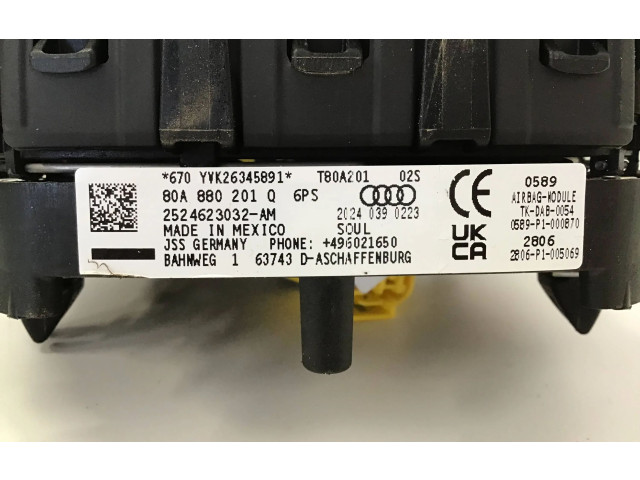 *670 YVK26345891* T80A201 02S
80A 880 201 Q 6PS
2524623032-AM 2024 039 0223
MADE IN MEXICO SOUL
JSS GERMANY PHONE: +496021650
BAHNWEG 1 63743 D-ASCHAFFENBURG
CE
UK
CA
0589
AIRBAG-MODULE
TK-DAB-0054
0589-P1-000870
2806
2806-P1-005069